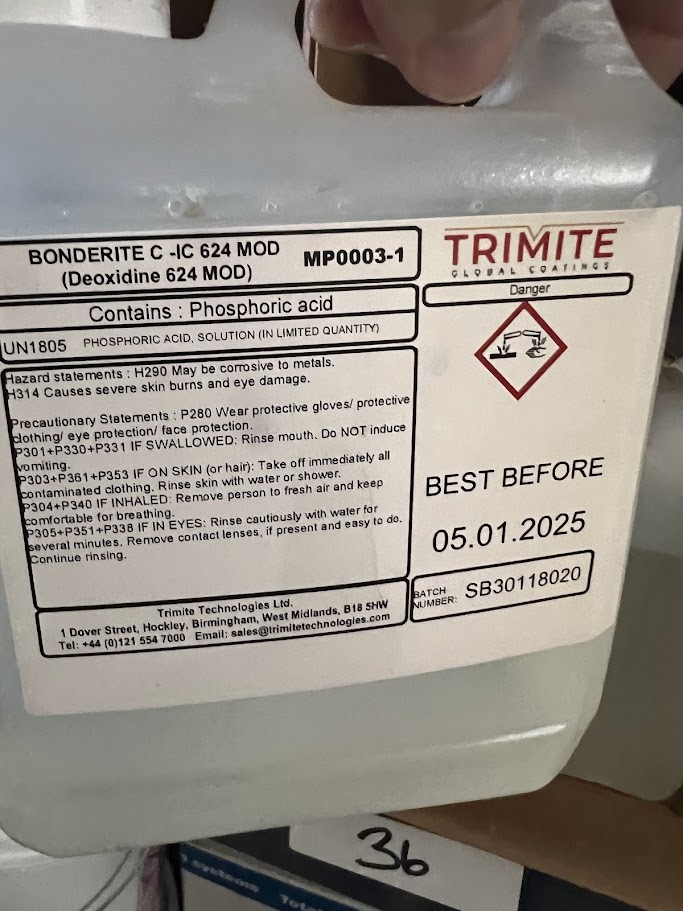 BONDERITE C -IC 624 MOD
(Deoxidine 624 MOD)
MP0003-1
TRIMITE
GLOBAL COATINGS
Danger
Contains : Phosphoric acid
UN1805 PHOSPHORIC ACID, SOLUTION (IN LIMITED QUANTITY)
Hazard statements : H290 May be corrosive to metals.
H314 Causes severe skin burns and eye damage.
Precautionary Statements : P280 Wear protective gloves/ protective
clothing/ eye protection/ face protection.
P301+P330+P331 IF SWALLOWED: Rinse mouth. Do NOT induce
vomiting.
P303+P361+P353 IF ON SKIN (or hair): Take off immediately all
contaminated clothing. Rinse skin with water or shower.
P304+P340 IF INHALED: Remove person to fresh air and keep
comfortable for breathing.
P305+P351+P338 IF IN EYES: Rinse cautiously with water for
several minutes. Remove contact lenses, if present and easy to do.
Continue rinsing.
BEST BEFORE
05.01.2025
BATCH
NUMBER: SB30118020
Trimite Technologies Ltd.
1 Dover Street, Hockley, Birmingham, West Midlands, B18 5HW
Tel: +44 (0)121 554 7000 Email: sales@trimitetechnologies.com
36
systems